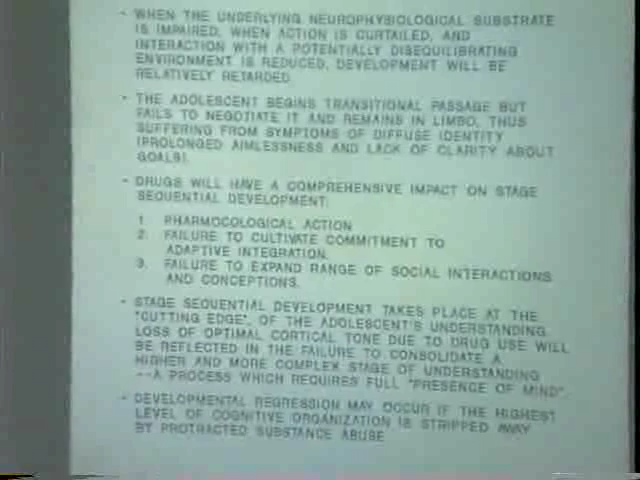 - WHEN THE UNDERLYING NEUROPHYSIOLOGICAL SUBSTRATE
IS IMPAIRED, WHEN ACTION IS CURTAILED, AND
INTERACTION WITH A POTENTIALLY DISEQUILIBRATING
ENVIRONMENT IS REDUCED, DEVELOPMENT WILL BE
RELATIVELY RETARDED.
- THE ADOLESCENT BEGINS TRANSITIONAL PASSAGE BUT
FAILS TO NEGOTIATE IT AND REMAINS IN LIMBO, THUS
SUFFERING FROM SYMPTOMS OF DIFFUSE IDENTITY
(PROLONGED AIMLESSNESS AND LACK OF CLARITY ABOUT
GOALS).
- DRUGS WILL HAVE A COMPREHENSIVE IMPACT ON STAGE
SEQUENTIAL DEVELOPMENT:
1. PHARMOCOLOGICAL ACTION
2. FAILURE TO CULTIVATE COMMITMENT TO
ADAPTIVE INTEGRATION.
3. FAILURE TO EXPAND RANGE OF SOCIAL INTERACTIONS
AND CONCEPTIONS.
- STAGE SEQUENTIAL DEVELOPMENT TAKES PLACE AT THE
"CUTTING EDGE", OF THE ADOLESCENT'S UNDERSTANDING.
LOSS OF OPTIMAL CORTICAL TONE DUE TO DRUG USE WILL
BE REFLECTED IN THE FAILURE TO CONSOLIDATE A
HIGHER AND MORE COMPLEX STAGE OF UNDERSTANDING
--A PROCESS WHICH REQUIRES FULL "PRESENCE OF MIND".
- DEVELOPMENTAL REGRESSION MAY OCCUR IF THE HIGHEST
LEVEL OF COGNITIVE ORGANIZATION IS STRIPPED AWAY
BY PROTRACTED SUBSTANCE ABUSE.